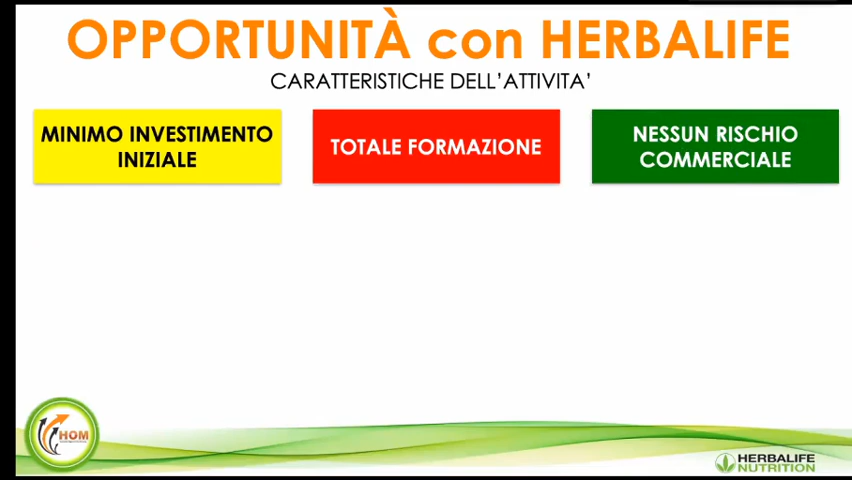 OPPORTUNITÀ con HERBALIFE
CARATTERISTICHE DELL'ATTIVITA'
MINIMO INVESTIMENTO
INIZIALE
TOTALE FORMAZIONE
NESSUN RISCHIO
COMMERCIALE
HOM
HERBALIFE
NUTRITION